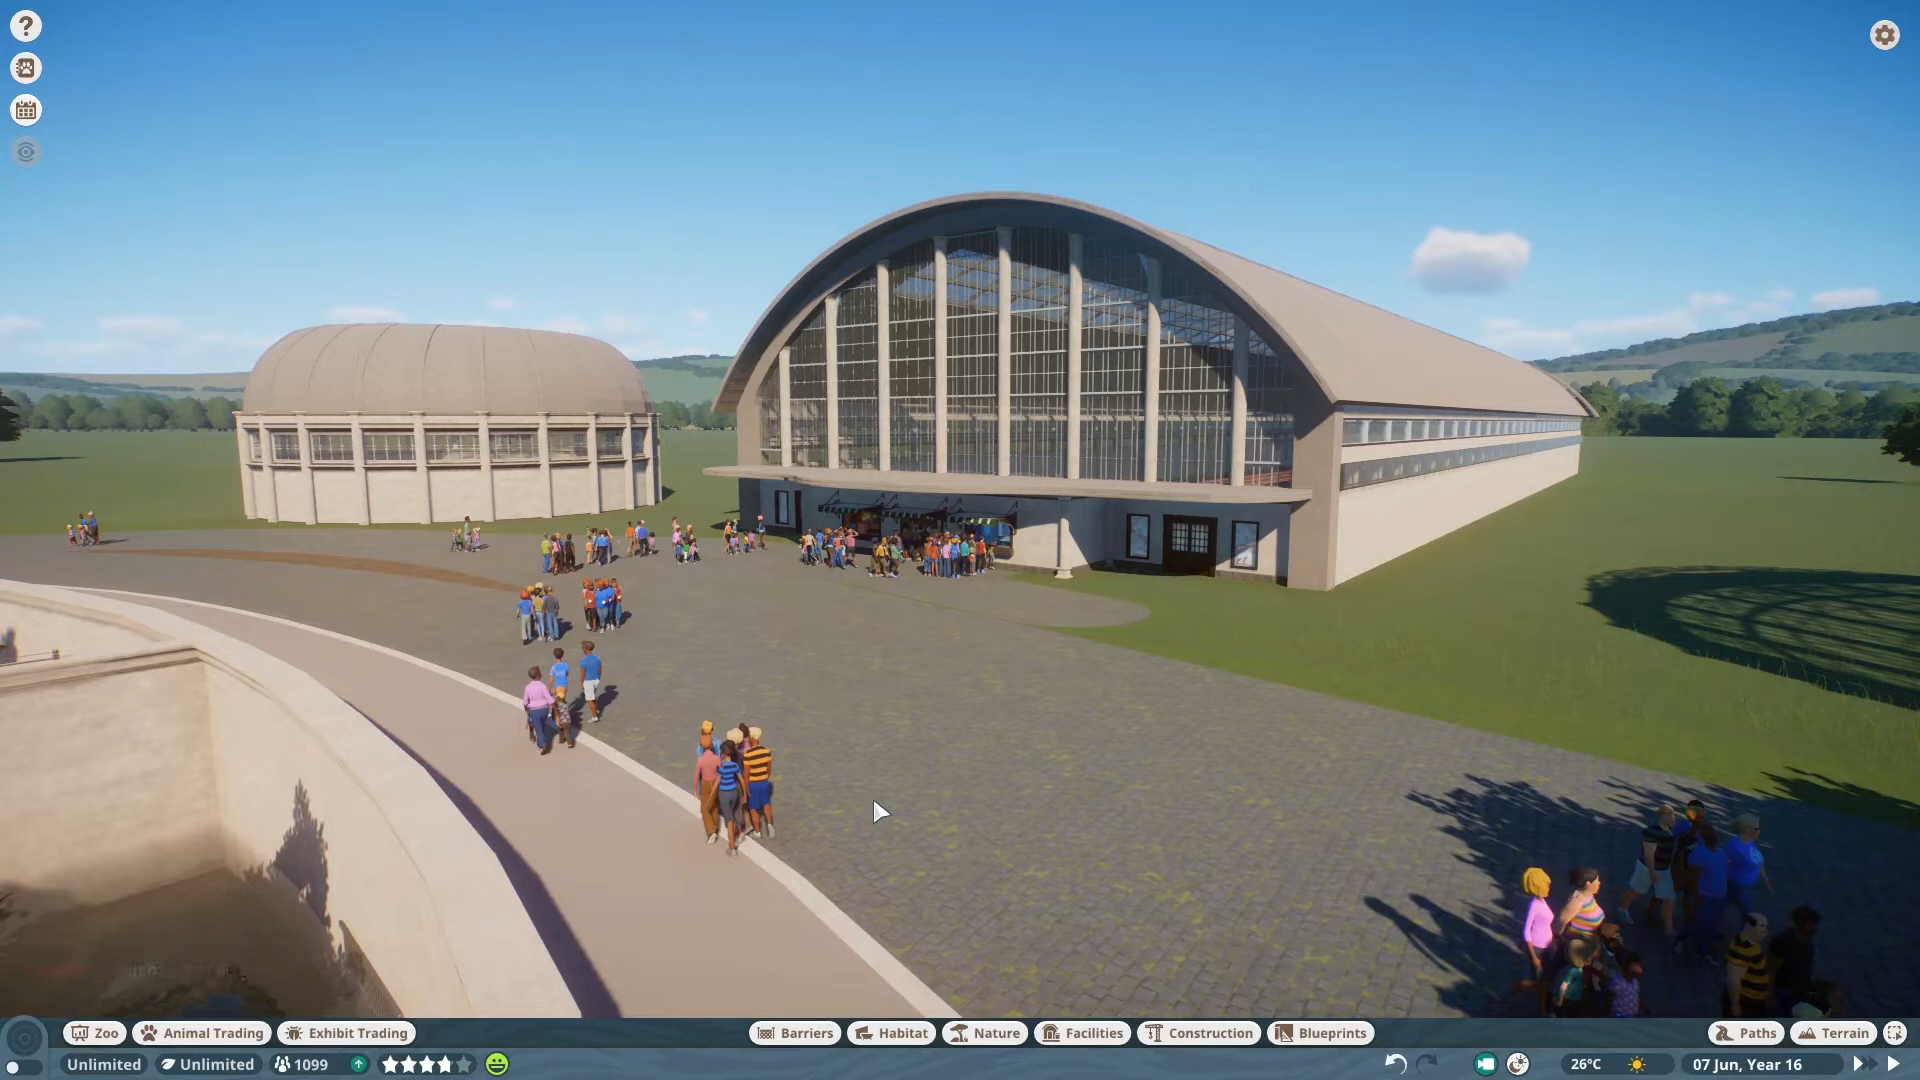 ?
Zoo
Animal Trading
Exhibit Trading
Barriers
Habitat
Nature
Facilities
Construction
Blueprints
Paths
Terrain
Unlimited
Unlimited
1099
26°C
07 Jun, Year 16